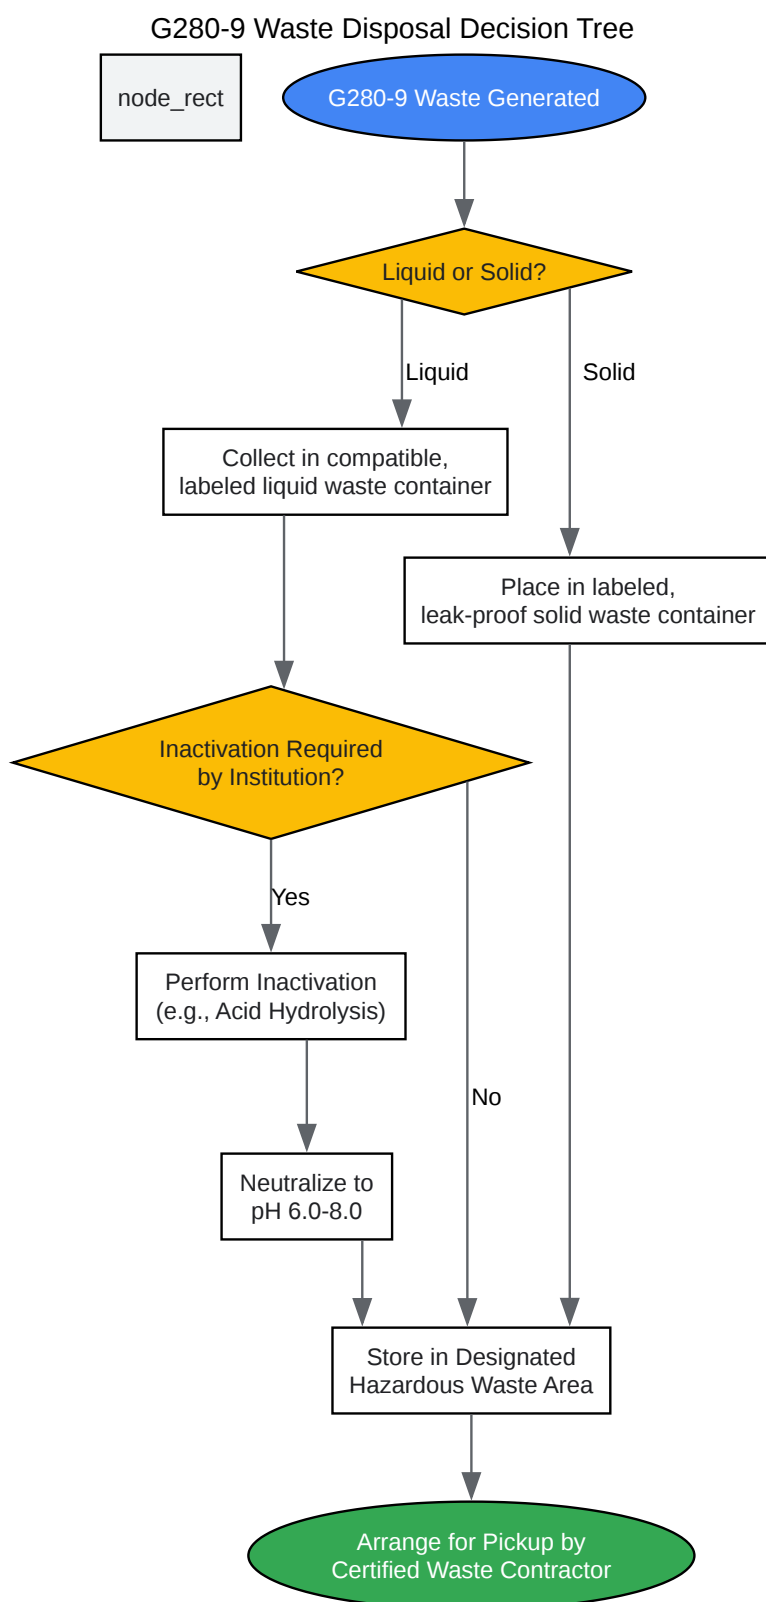 G280-9 Waste Disposal Decision Tree
node_rect
G280-9 Waste Generated
Liquid or Solid?
Liquid
Solid
Collect in compatible,
labeled liquid waste container
Place in labeled,
leak-proof solid waste container
Inactivation Required
by Institution?
Yes
Perform Inactivation
(e.g., Acid Hydrolysis)
No
Neutralize to
pH 6.0-8.0
Store in Designated
Hazardous Waste Area
Arrange for Pickup by
Certified Waste Contractor